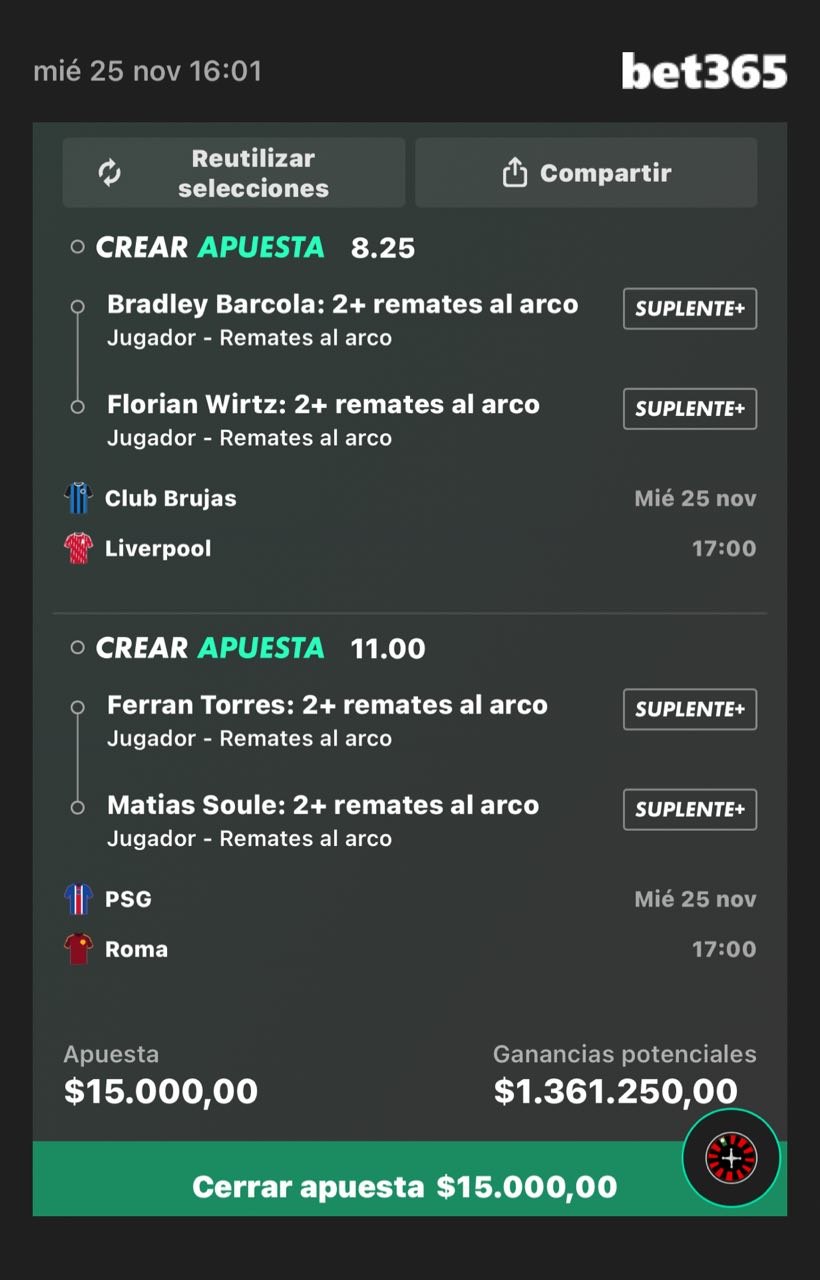 mié 25 nov 16:01
bet365
Reutilizar
selecciones
Compartir
CREAR APUESTA 8.25
Bradley Barcola: 2+ remates al arco
SUPLENTE+
Jugador - Remates al arco
Florian Wirtz: 2+ remates al arco
SUPLENTE+
Jugador - Remates al arco
Club Brujas
Mié 25 nov
Liverpool
17:00
CREAR APUESTA 11.00
Ferran Torres: 2+ remates al arco
SUPLENTE+
Jugador - Remates al arco
Matias Soule: 2+ remates al arco
SUPLENTE+
Jugador - Remates al arco
PSG
Mié 25 nov
Roma
17:00
Apuesta
Ganancias potenciales
$15.000,00
$1.361.250,00
Cerrar apuesta $15.000,00